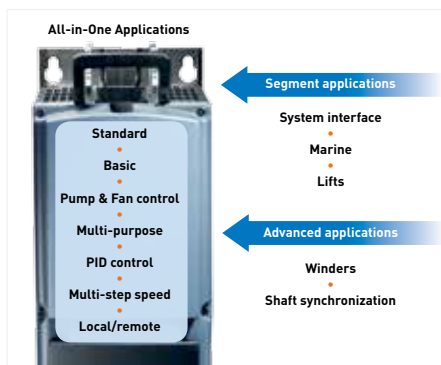 All-in-One Applications
Standard
Basic
Pump & Fan control
Multi-purpose
PID control
Multi-step speed
Local/remote
Segment applications
System interface
Marine
Lifts
Advanced applications
Winders
Shaft synchronization